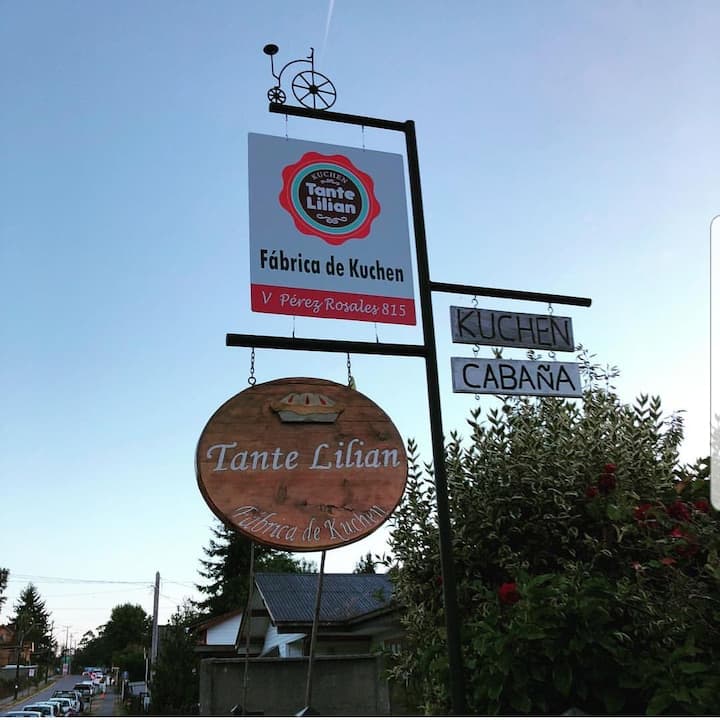 KUCHEN
Tante
Lilian
Fábrica de Kuchen
V Pérez Rosales 815
KUCHEN
CABAÑA
Tante Lilian
Fábrica de Kuchen